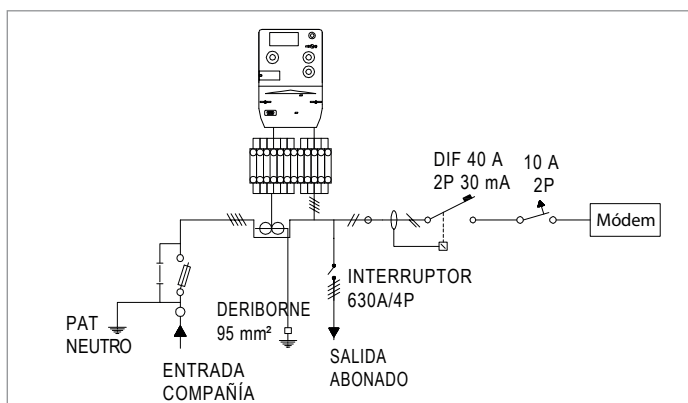 DIF 40 A
2P 30 mA
10 A
2P
Módem
INTERRUPTOR
630A/4P
DERIBORNE
95 mm²
PAT
NEUTRO
ENTRADA
COMPAÑÍA
SALIDA
ABONADO